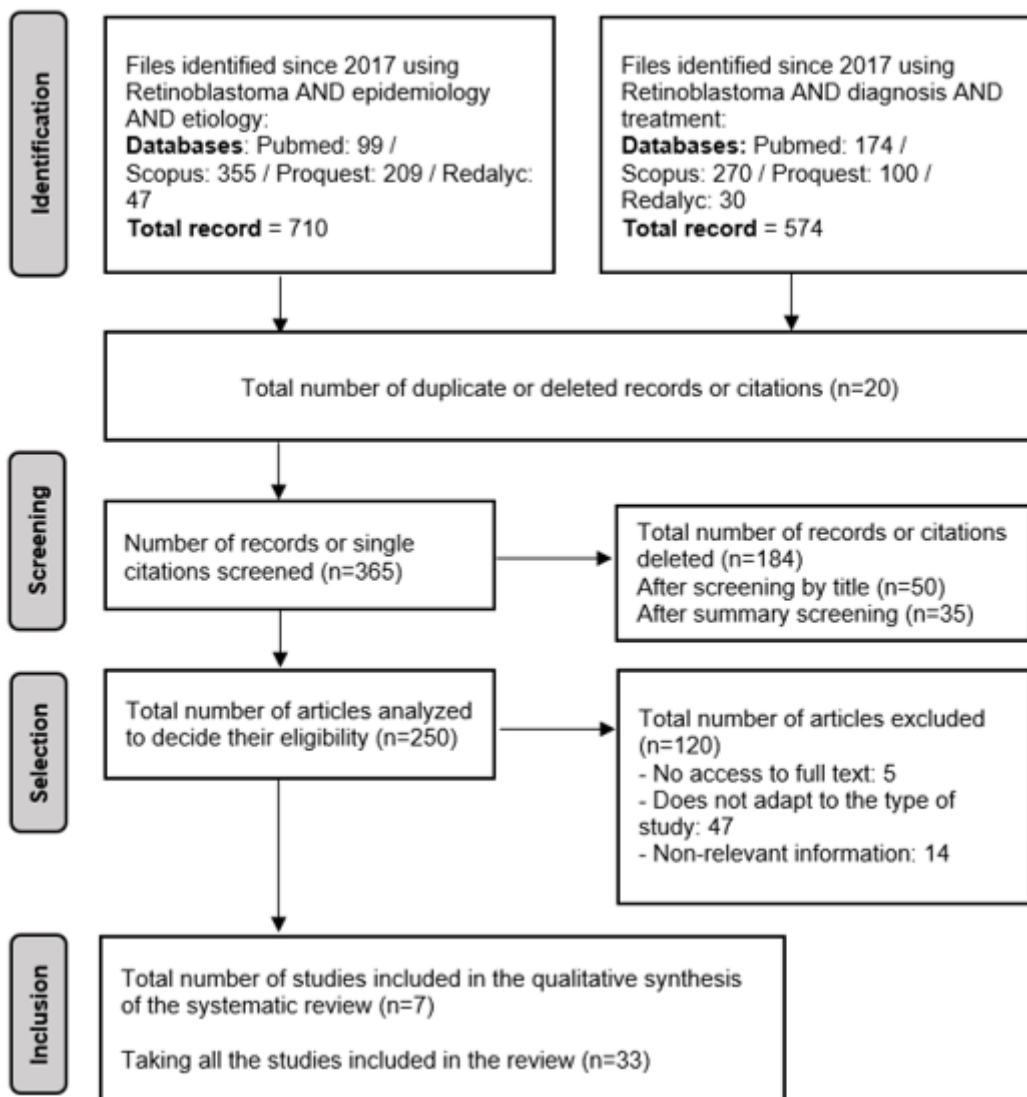 Identification
Files identified since 2017 using
Retinoblastoma AND epidemiology
AND etiology:
Databases: Pubmed: 99 /
Scopus: 355 / Proquest: 209 / Redalyc:
47
Total record = 710
Files identified since 2017 using
Retinoblastoma AND diagnosis AND
treatment:
Databases: Pubmed: 174 /
Scopus: 270 / Proquest: 100 /
Redalyc: 30
Total record = 574
Total number of duplicate or deleted records or citations (n=20)
Screening
Number of records or single
citations screened (n=365)
Total number of records or citations
deleted (n=184)
After screening by title (n=50)
After summary screening (n=35)
Selection
Total number of articles analyzed
to decide their eligibility (n=250)
Total number of articles excluded
(n=120)
- No access to full text: 5
- Does not adapt to the type of
study: 47
- Non-relevant information: 14
Inclusion
Total number of studies included in the qualitative synthesis
of the systematic review (n=7)
Taking all the studies included in the review (n=33)